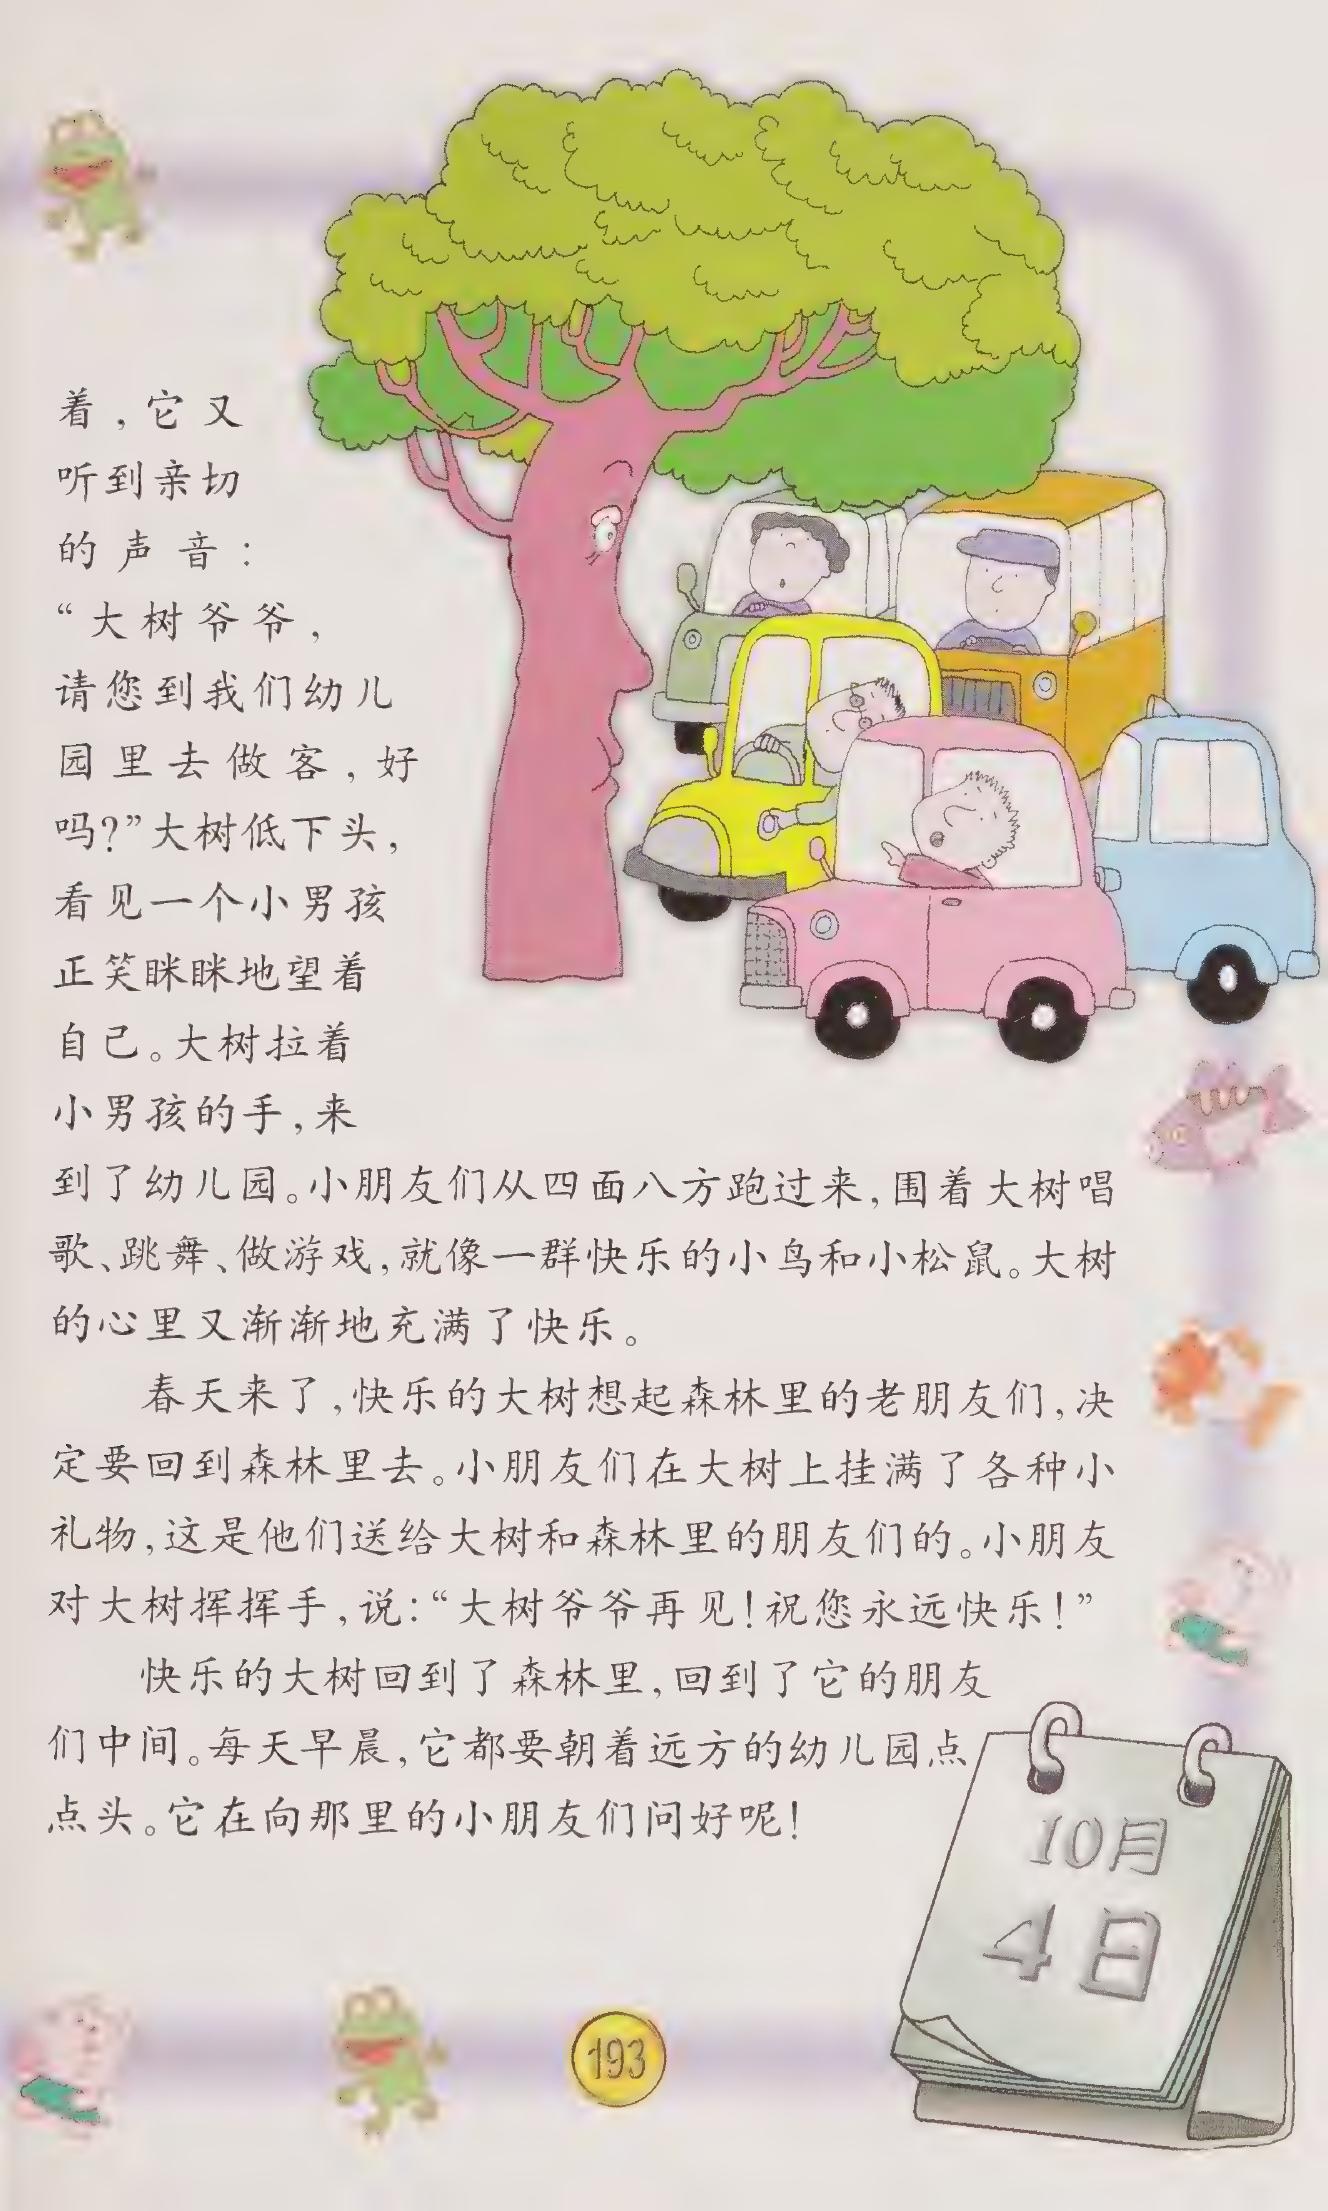 着，它又
听到亲切
的声音：
“大树爷爷，
请您到我们幼儿
园里去做客，好
吗？”大树低下头，
看见一个小男孩
正笑眯眯地望着
自己。大树拉着
小男孩的手，来
到了幼儿园。小朋友们从四面八方跑过来，围着大树唱
歌、跳舞、做游戏，就像一群快乐的小鸟和小松鼠。大树
的心里又渐渐地充满了快乐。
春天来了，快乐的大树想起森林里的老朋友们，决
定要回到森林里去。小朋友们在大树上挂满了各种小
礼物，这是他们送给大树和森林里的朋友们的。小朋友
对大树挥挥手，说：“大树爷爷再见！祝您永远快乐！”
快乐的大树回到了森林里，回到了它的朋友
们中间。每天早晨，它都要朝着远方的幼儿园点
点头。它在向那里的小朋友们问好呢！
10月
4日
193